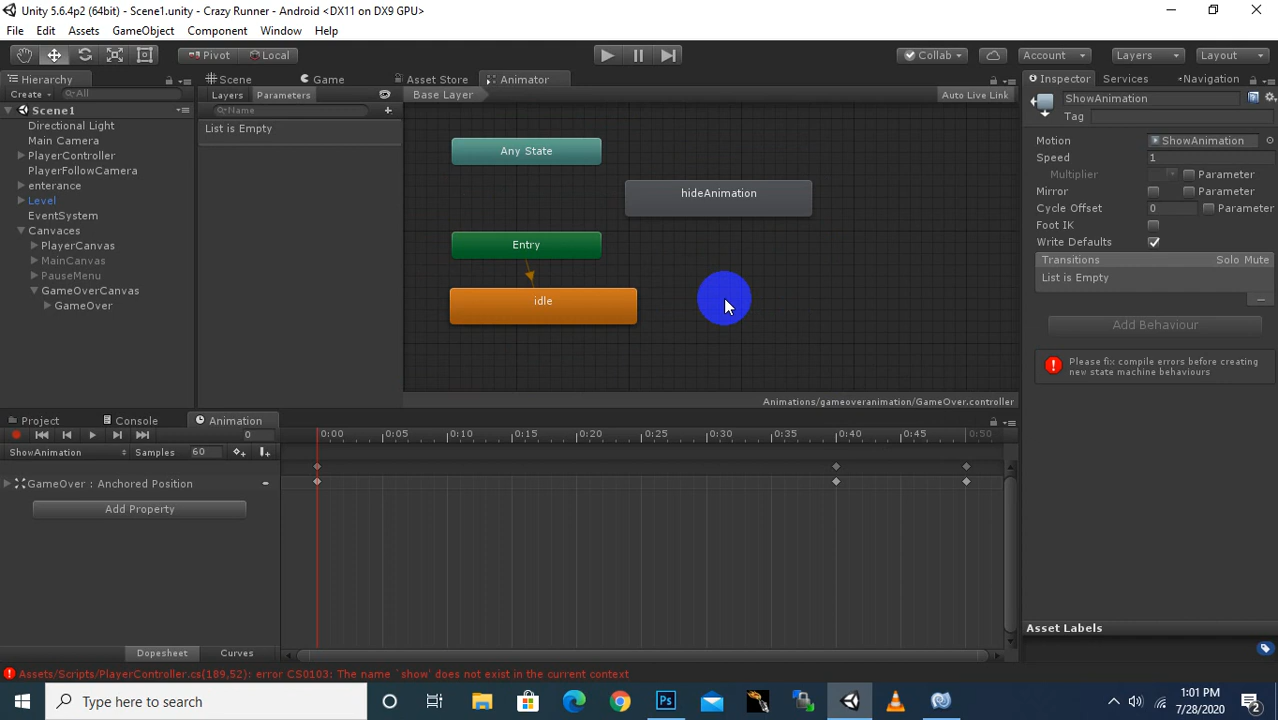 Unity 5.6.4p2 (64bit) - Scene1.unity - Crazy Runner - Android <DX11 on DX9 GPU>
File Edit Assets GameObject Component Window Help
Pivot Local Collab Account Layers Layout
Hierarchy Scene Game Asset Store Animator Inspector Services Navigation
Create All Layers Parameters Base Layer Auto Live Link ShowAnimation
Scene1 Name Tag
Directional Light List is Empty
Main Camera Motion ShowAnimation
PlayerController Any State Speed 1
PlayerFollowCamera Multiplier Parameter
enterance hideAnimation Mirror Parameter
Level Cycle Offset 0 Parameter
EventSystem Foot IK
Canvaces Entry Write Defaults
PlayerCanvas Transitions Solo Mute
MainCanvas List is Empty
PauseMenu
GameOverCanvas idle
GameOver Add Behaviour
Please fix compile errors before creating
new state machine behaviours
Animations/gameoveranimation/GameOver.controller
Project Console Animation
0 0:00 0:05 0:10 0:15 0:20 0:25 0:30 0:35 0:40 0:45 0:50
ShowAnimation Samples 60
GameOver : Anchored Position
Add Property
Asset Labels
Dopesheet Curves
Assets/Scripts/PlayerController.cs(189,52): error CS0103: The name `show' does not exist in the current context
Type here to search Ps 1:01 PM
7/28/2020 2